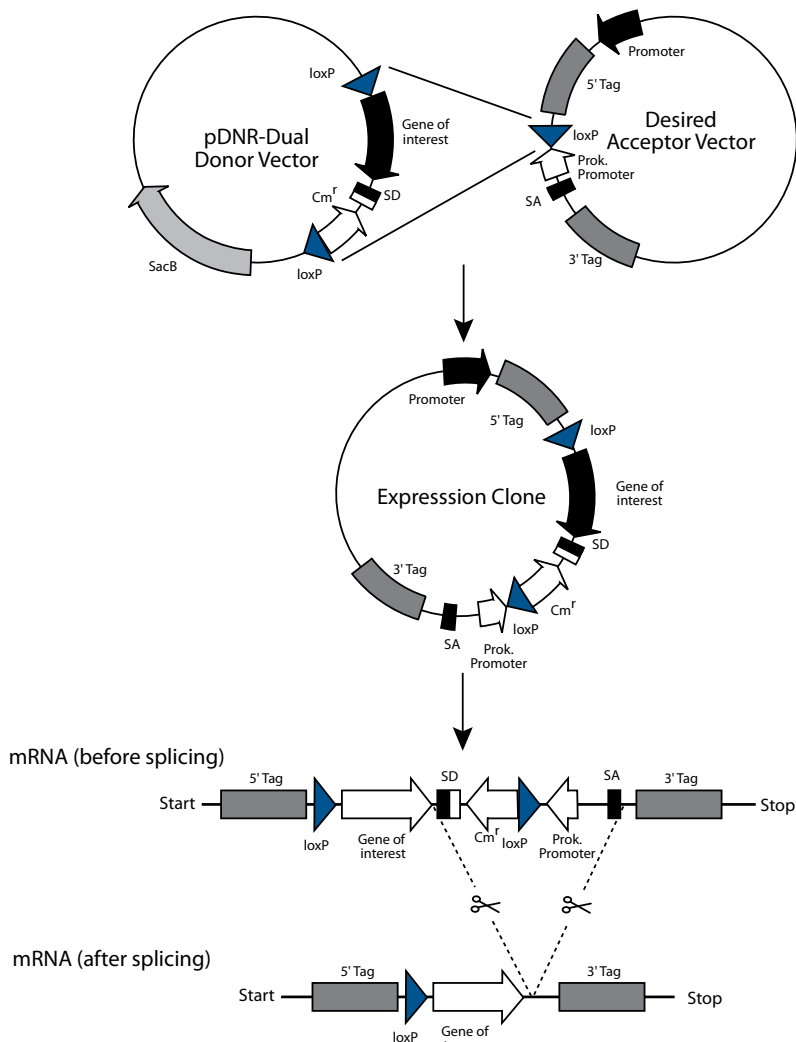 loxP
pDNR-Dual
Donor Vector
Gene of
interest
SD
Cm^r
loxP
SacB
Promoter
5' Tag
Desired
Acceptor Vector
loxP
Prok.
Promoter
SA
3' Tag
Promoter
5' Tag
loxP
Expresssion Clone
Gene of
interest
SD
3' Tag
Cm^r
loxP
SA
Prok.
Promoter
mRNA (before splicing)
5' Tag
SD
SA
3' Tag
Start
Stop
loxP
Gene of
interest
Cm^r
loxP
Prok.
Promoter
mRNA (after splicing)
5' Tag
3' Tag
Start
Stop
loxP
Gene of